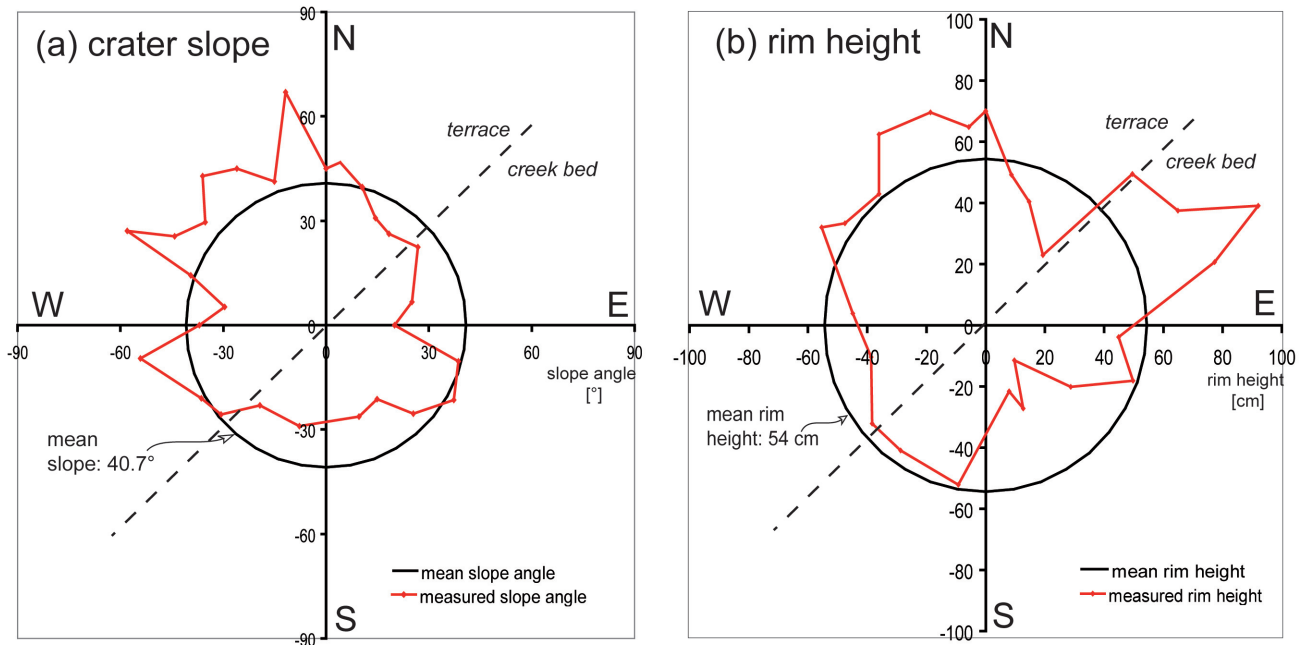 (a) crater slope
90
N
60
terrace
creek bed
30
W
E
-90
-60
-30
0
0
30
60
90
slope angle
[°]
-30
mean
slope: 40.7°
-60
mean slope angle
measured slope angle
S
-90
(b) rim height
100
N
80
terrace
60
creek bed
40
20
W
E
0
-100
-80
-60
-40
-20
0
20
40
60
80
100
rim height
[cm]
-20
mean rim
height: 54 cm
-40
-60
-80
mean rim height
measured rim height
S
-100